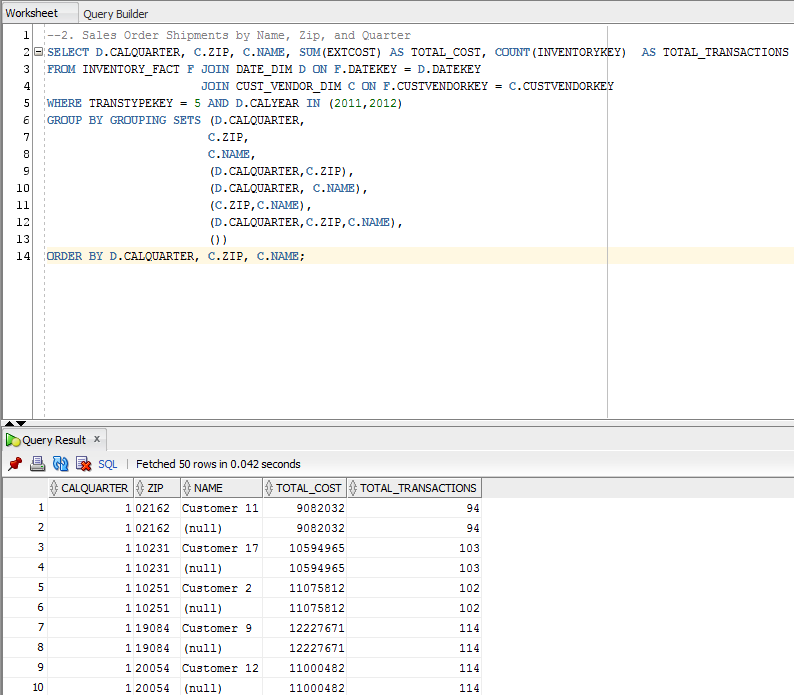 Worksheet Query Builder
1 --2. Sales Order Shipments by Name, Zip, and Quarter
2 SELECT D.CALQUARTER, C.ZIP, C.NAME, SUM(EXTCOST) AS TOTAL_COST, COUNT(INVENTORYKEY)  AS TOTAL_TRANSACTIONS
3 FROM INVENTORY_FACT F JOIN DATE_DIM D ON F.DATEKEY = D.DATEKEY
4 JOIN CUST_VENDOR_DIM C ON F.CUSTVENDORKEY = C.CUSTVENDORKEY
5 WHERE TRANSTYPEKEY = 5 AND D.CALYEAR IN (2011,2012)
6 GROUP BY GROUPING SETS (D.CALQUARTER,
7 C.ZIP,
8 C.NAME,
9 (D.CALQUARTER,C.ZIP),
10 (D.CALQUARTER, C.NAME),
11 (C.ZIP,C.NAME),
12 (D.CALQUARTER,C.ZIP,C.NAME),
13 ())
14 ORDER BY D.CALQUARTER, C.ZIP, C.NAME;
Query Result x
SQL | Fetched 50 rows in 0.042 seconds
CALQUARTER ZIP NAME TOTAL_COST TOTAL_TRANSACTIONS
1 1 02162 Customer 11 9082032 94
2 1 02162 (null) 9082032 94
3 1 10231 Customer 17 10594965 103
4 1 10231 (null) 10594965 103
5 1 10251 Customer 2 11075812 102
6 1 10251 (null) 11075812 102
7 1 19084 Customer 9 12227671 114
8 1 19084 (null) 12227671 114
9 1 20054 Customer 12 11000482 114
10 1 20054 (null) 11000482 114